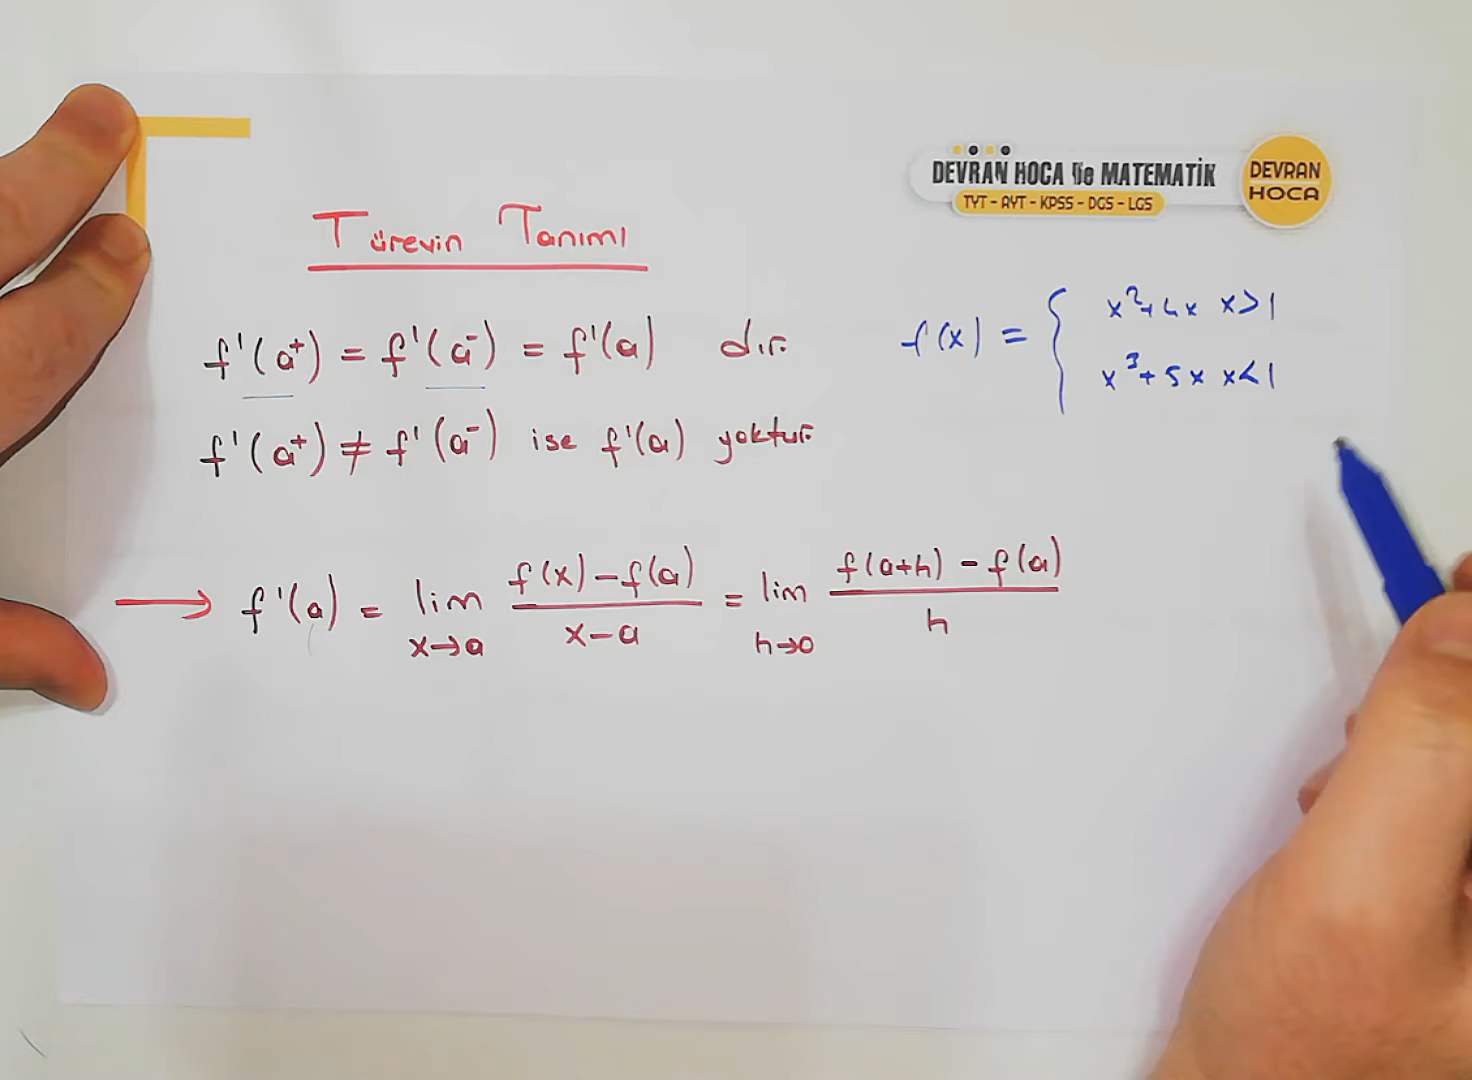 DEVRAN HOCA ile MATEMATİK
TYT - AYT - KPSS - DGS - LGS
DEVRAN
HOCA
Türevin Tanımı
f'(a⁺) = f'(a⁻) = f'(a) dır.
f'(a⁺) ≠ f'(a⁻) ise f'(a) yoktur.
f(x) = { x²+4x x>1
x³+5x x<1
→ f'(a) = lim x→a (f(x)-f(a))/(x-a) = lim h→0 (f(a+h)-f(a))/h